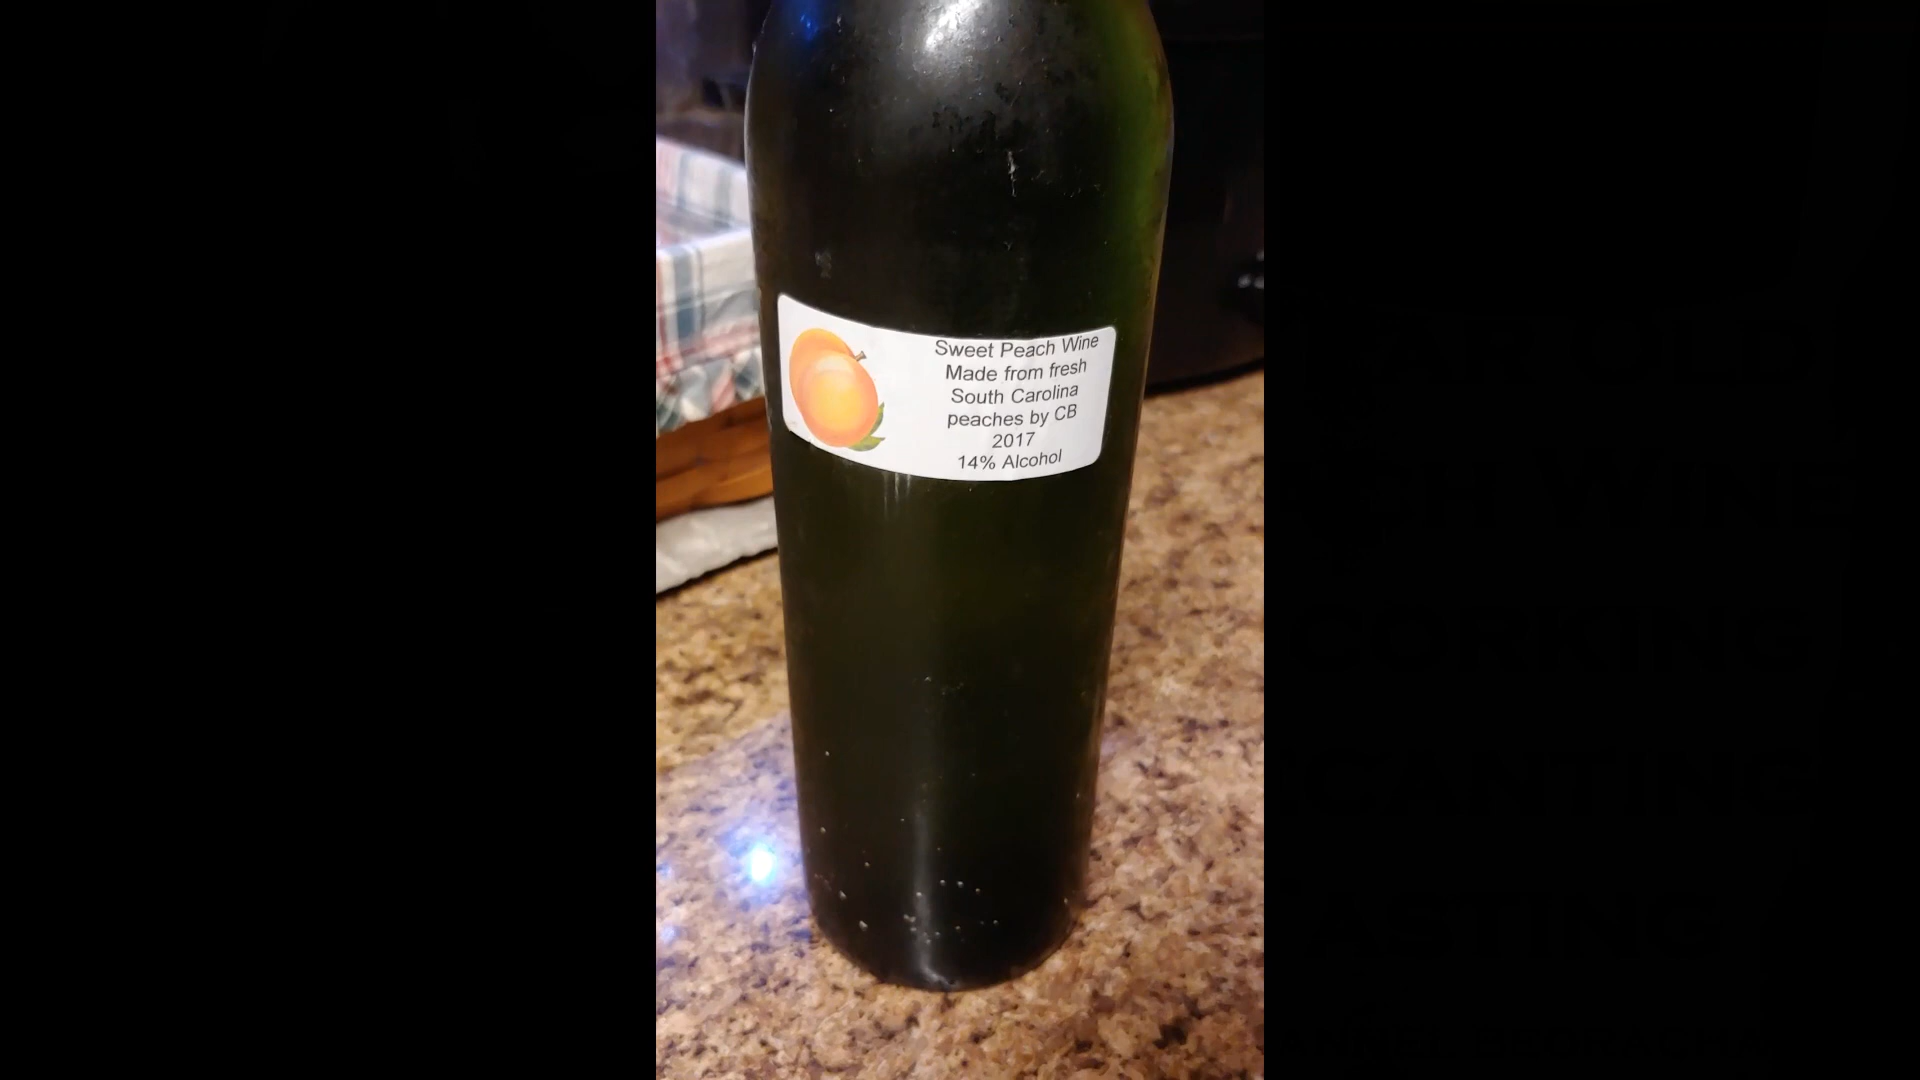 Sweet Peach Wine
Made from fresh
South Carolina
peaches by CB
2017
14% Alcohol